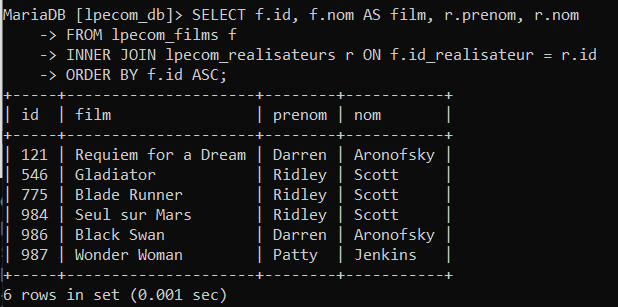 MariaDB [lpecom_db]> SELECT f.id, f.nom AS film, r.prenom, r.nom
    -> FROM lpecom_films f
    -> INNER JOIN lpecom_realisateurs r ON f.id_realisateur = r.id
    -> ORDER BY f.id ASC;
+-----+---------------------+--------+-----------+
| id  | film                | prenom | nom       |
+-----+---------------------+--------+-----------+
| 121 | Requiem for a Dream | Darren | Aronofsky |
| 546 | Gladiator           | Ridley | Scott     |
| 775 | Blade Runner        | Ridley | Scott     |
| 984 | Seul sur Mars       | Ridley | Scott     |
| 986 | Black Swan          | Darren | Aronofsky |
| 987 | Wonder Woman        | Patty  | Jenkins   |
+-----+---------------------+--------+-----------+
6 rows in set (0.001 sec)